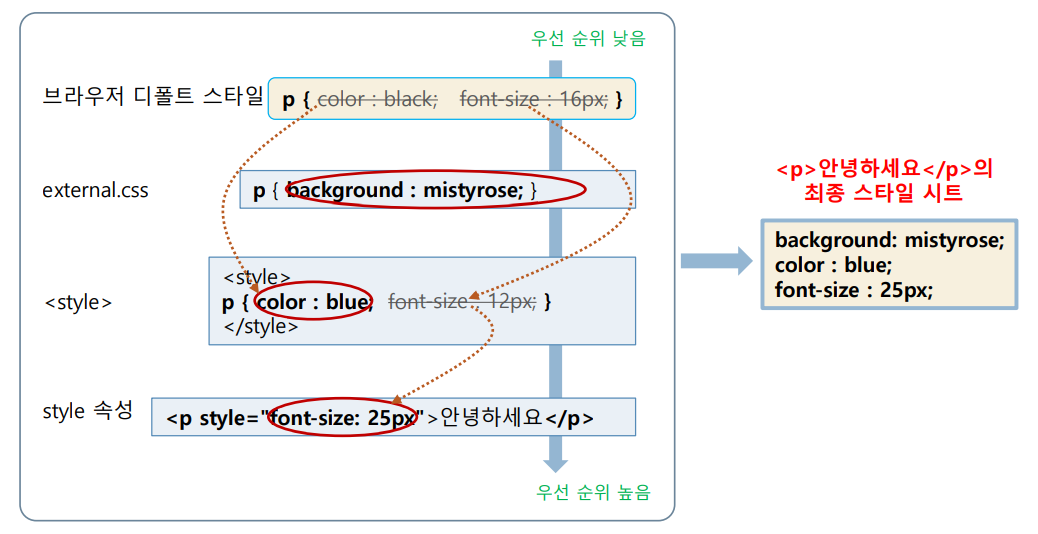 우선 순위 낮음
브라우저 디폴트 스타일
p { color : black; font-size : 16px; }
external.css
p { background : mistyrose; }
<style>
<style>
p { color : blue; font-size : 12px; }
</style>
style 속성
<p style="font-size: 25px">안녕하세요</p>
우선 순위 높음
<p>안녕하세요</p>의
최종 스타일 시트
background: mistyrose;
color : blue;
font-size : 25px;